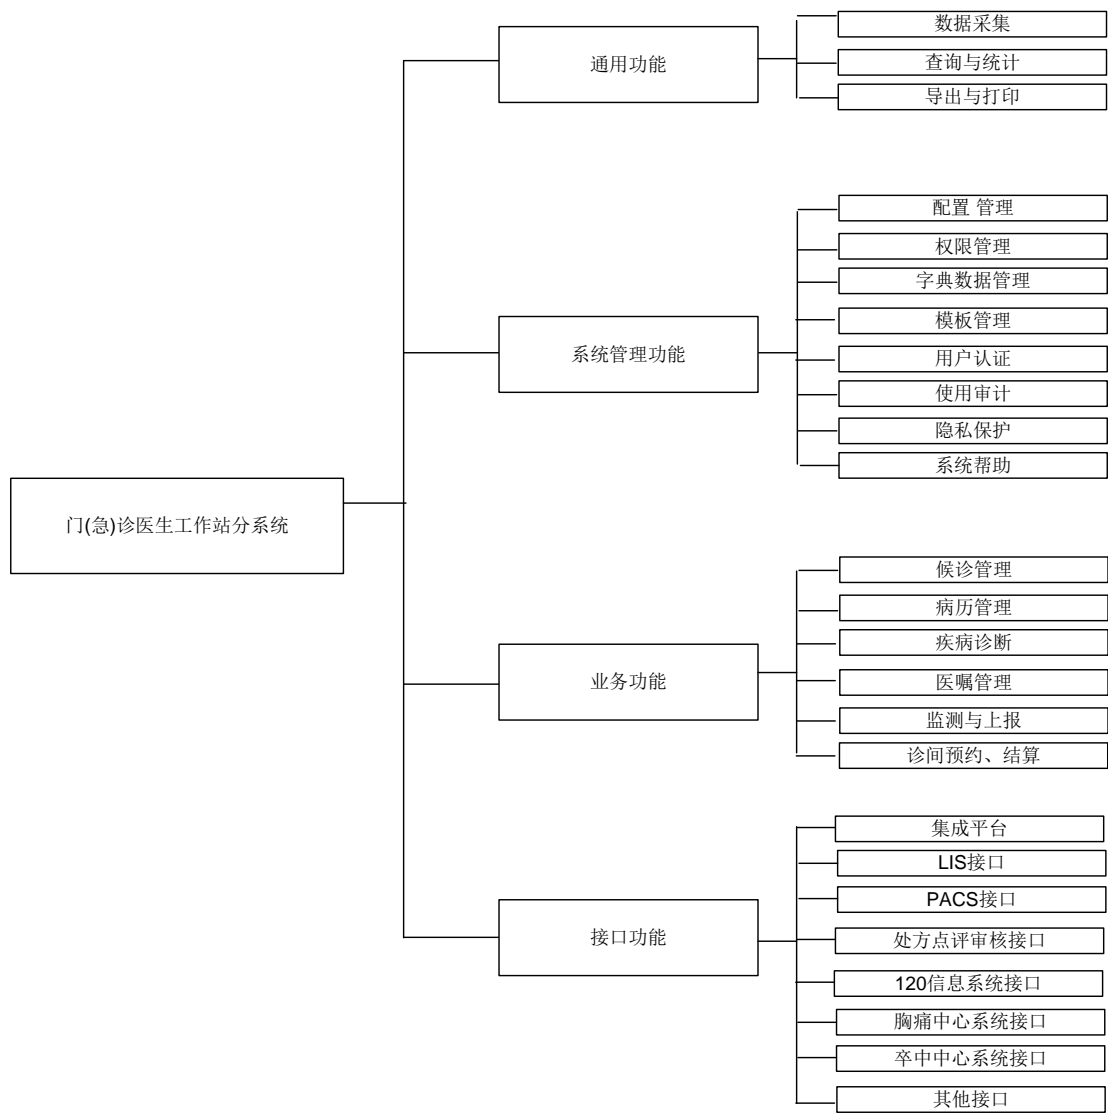 门(急)诊医生工作站分系统
通用功能
数据采集
查询与统计
导出与打印
系统管理功能
配置 管理
权限管理
字典数据管理
模板管理
用户认证
使用审计
隐私保护
系统帮助
业务功能
候诊管理
病历管理
疾病诊断
医嘱管理
监测与上报
诊间预约、结算
接口功能
集成平台
LIS接口
PACS接口
处方点评审核接口
120信息系统接口
胸痛中心系统接口
卒中中心系统接口
其他接口